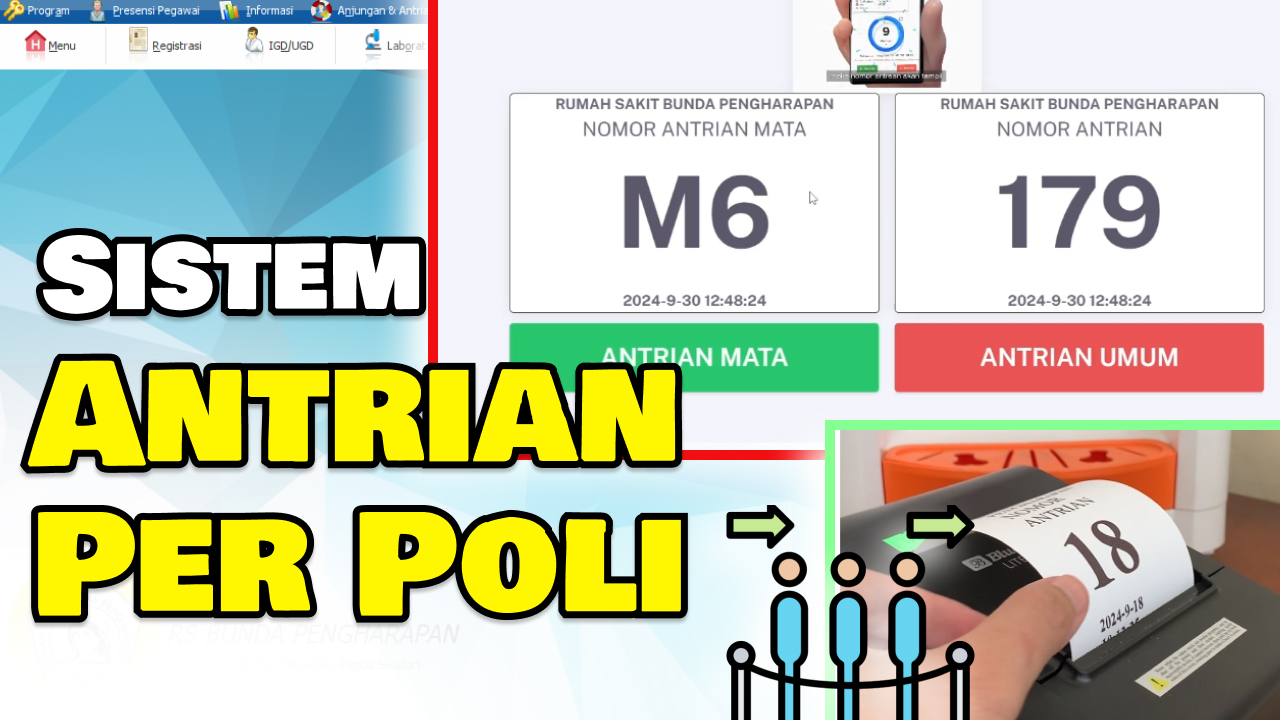 Program Presensi Pegawai Informasi Anjungan &
Menu Registrasi IGD/UGD
9
RUMAH SAKIT BUNDA PENGHARAPAN
NOMOR ANTRIAN MATA
M6
2024-9-30 12:48:24
ANTRIAN MATA
RUMAH SAKIT BUNDA PENGHARAPAN
NOMOR ANTRIAN
179
2024-9-30 12:48:24
ANTRIAN UMUM
SISTEM
ANTRIAN
PER POLI
RS BUNDA PENGHARAPAN
NOMOR
ANTRIAN
18
2024-9-18